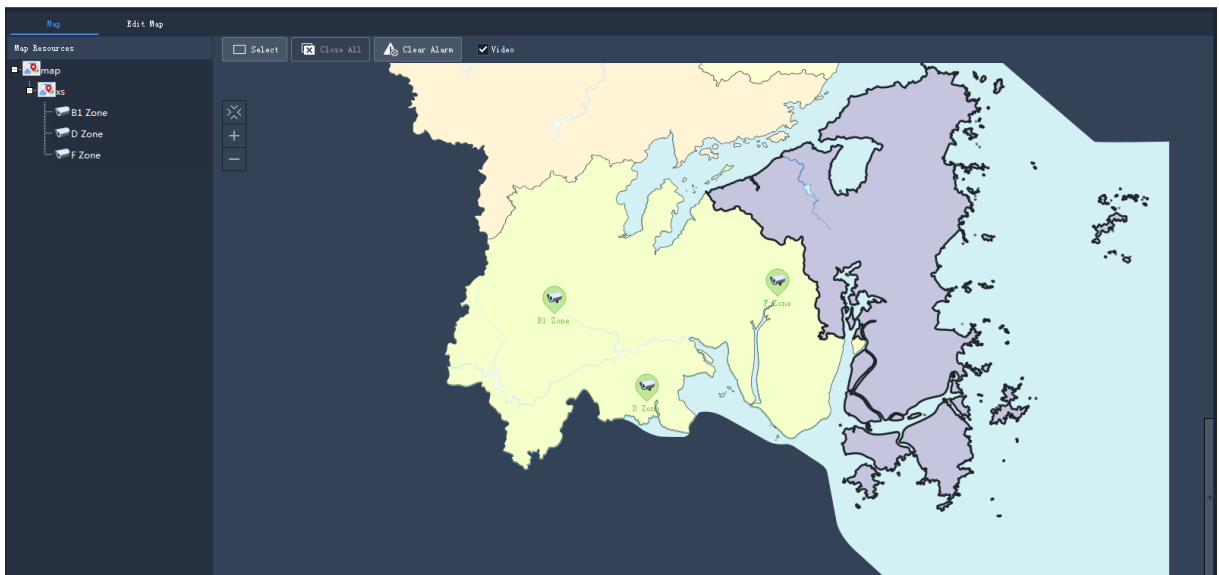 Map Edit Map
Map Resources
Select Close All Clear Alarm Video
map
xs
B1 Zone
D Zone
F Zone
F Zone
B1 Zone
D Zone